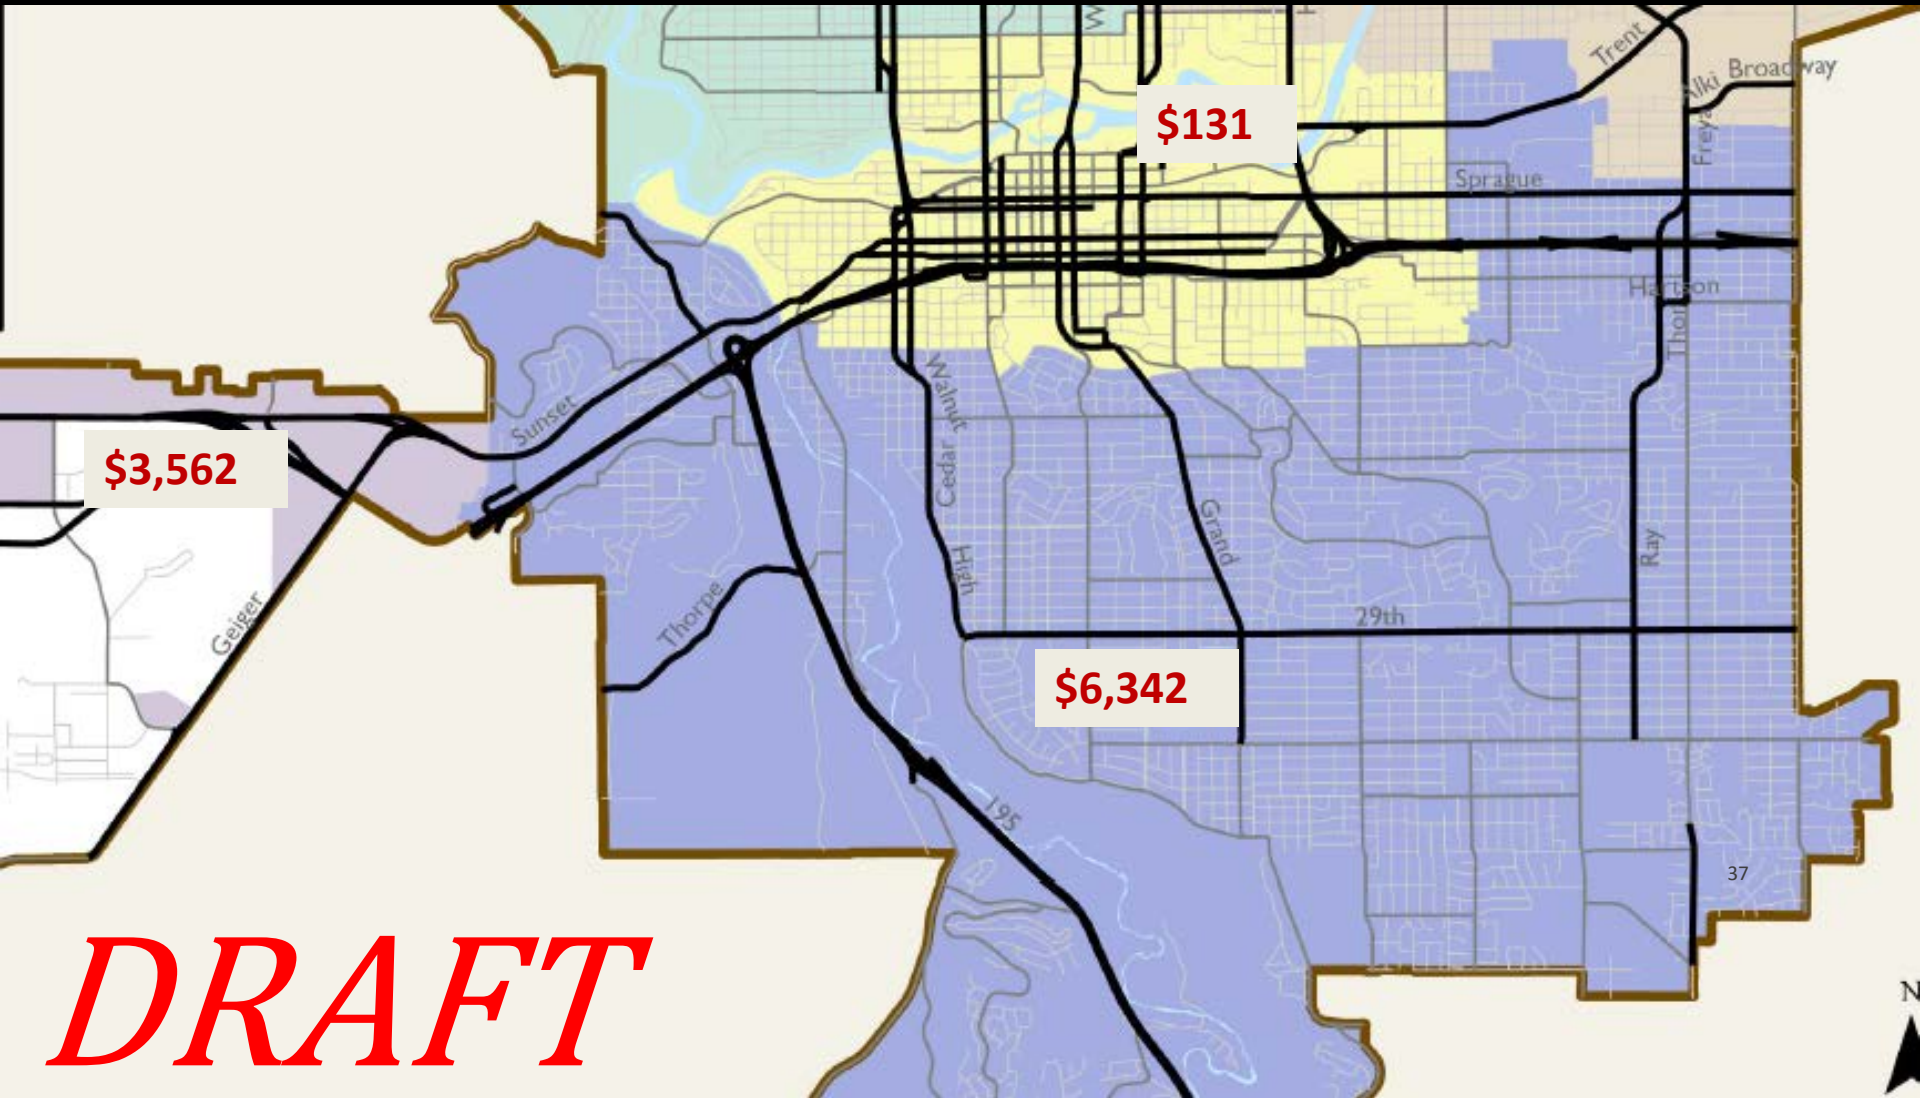 Trent
Alki
Broadway
$131
Freya
Sprague
Hartson
Thor
Walnut
Sunset
$3,562
Cedar
Grand
Ray
High
Geiger
Thorpe
29th
$6,342
195
37
DRAFT
N